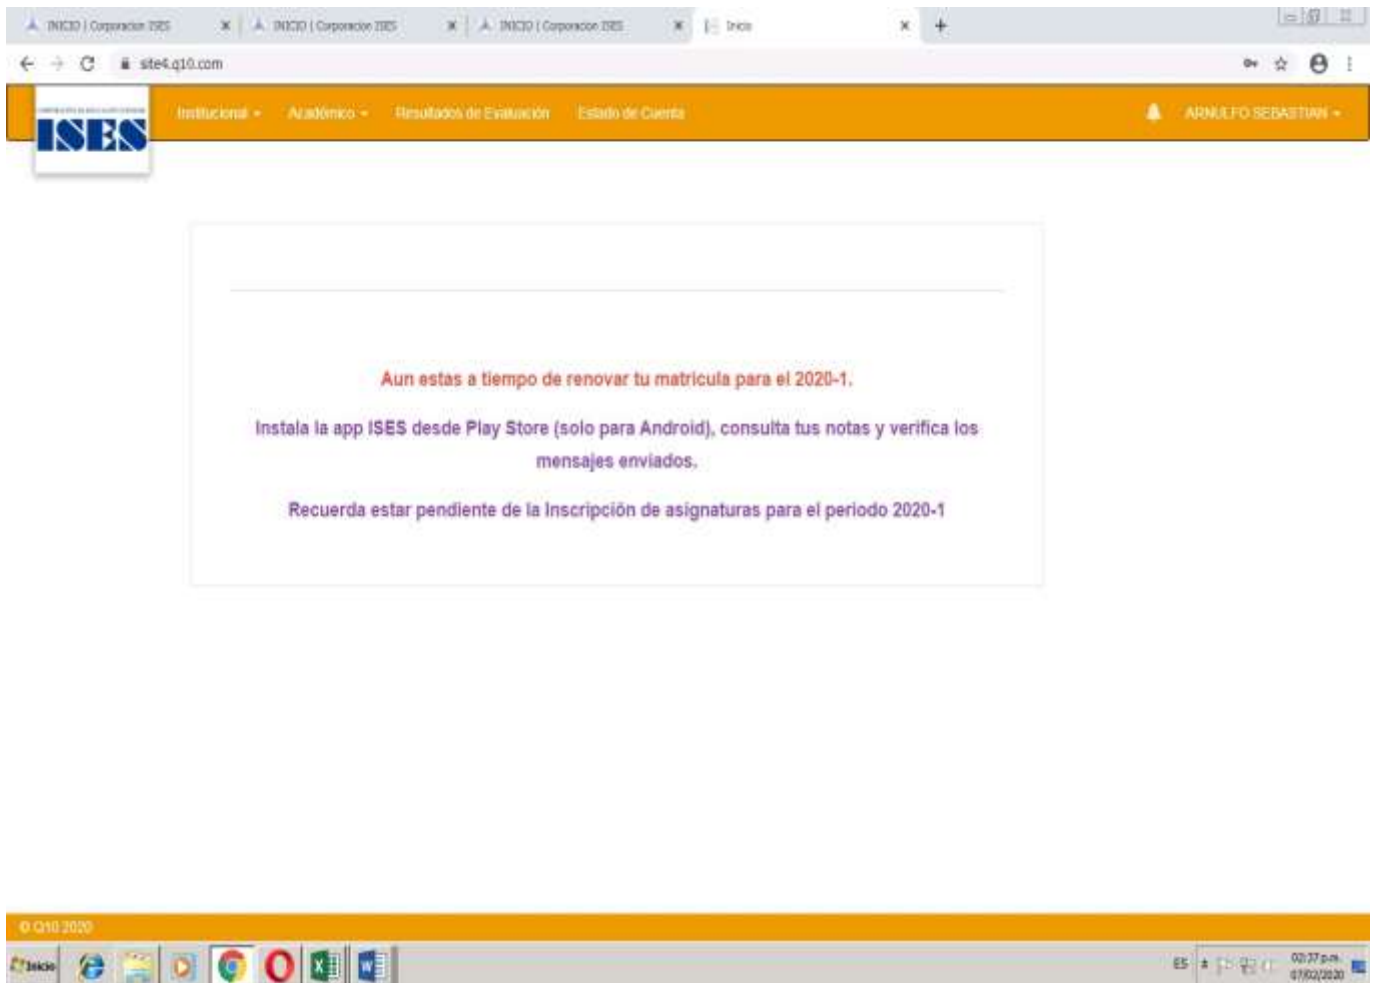 INICIO | Corporacion ISES
INICIO | Corporacion ISES
INICIO | Corporacion ISES
Inicio
site4.q10.com
ISES
Institucional
Académico
Resultados de Evaluación
Estado de Cuenta
ARNULFO SEBASTIAN
Aun estas a tiempo de renovar tu matricula para el 2020-1.
Instala la app ISES desde Play Store (solo para Android), consulta tus notas y verifica los
mensajes enviados.
Recuerda estar pendiente de la Inscripción de asignaturas para el periodo 2020-1
© Q10 2020
Inicio
ES
02:37 p.m.
07/02/2020